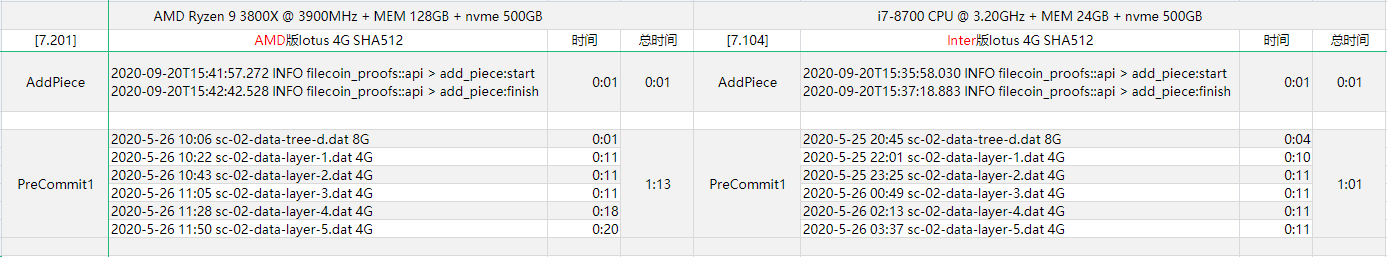 AMD Ryzen 9 3800X @ 3900MHz + MEM 128GB + nvme 500GB
i7-8700 CPU @ 3.20GHz + MEM 24GB + nvme 500GB
[7.201] AMD版lotus 4G SHA512 时间 总时间 [7.104] Inter版lotus 4G SHA512 时间 总时间
AddPiece
2020-09-20T15:41:57.272 INFO filecoin_proofs::api > add_piece:start
2020-09-20T15:42:42.528 INFO filecoin_proofs::api > add_piece:finish
0:01 0:01
AddPiece
2020-09-20T15:35:58.030 INFO filecoin_proofs::api > add_piece:start
2020-09-20T15:37:18.883 INFO filecoin_proofs::api > add_piece:finish
0:01 0:01
PreCommit1
2020-5-26 10:06 sc-02-data-tree-d.dat 8G 0:01
2020-5-26 10:22 sc-02-data-layer-1.dat 4G 0:11
2020-5-26 10:43 sc-02-data-layer-2.dat 4G 0:11
2020-5-26 11:05 sc-02-data-layer-3.dat 4G 0:11
2020-5-26 11:28 sc-02-data-layer-4.dat 4G 0:18
2020-5-26 11:50 sc-02-data-layer-5.dat 4G 0:20
1:13
PreCommit1
2020-5-25 20:45 sc-02-data-tree-d.dat 8G 0:04
2020-5-25 22:01 sc-02-data-layer-1.dat 4G 0:10
2020-5-25 23:25 sc-02-data-layer-2.dat 4G 0:11
2020-5-26 00:49 sc-02-data-layer-3.dat 4G 0:11
2020-5-26 02:13 sc-02-data-layer-4.dat 4G 0:11
2020-5-26 03:37 sc-02-data-layer-5.dat 4G 0:11
1:01